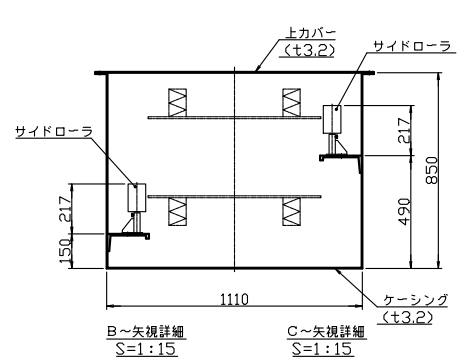 上カバー
(t3.2)
サイドローラ
サイドローラ
217
850
490
217
150
1110
ケーシング
(t3.2)
B～矢視詳細
S=1:15
C～矢視詳細
S=1:15